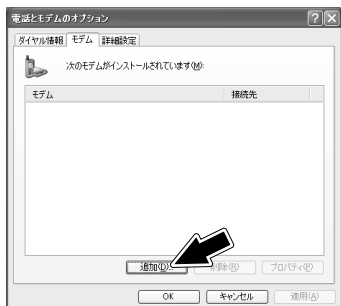 電話とモデムのオプション
ダイヤル情報 モデム 詳細設定
次のモデムがインストールされています(M):
モデム 接続先
追加(D)... 削除(R) プロパティ(P)
OK キャンセル 適用(A)